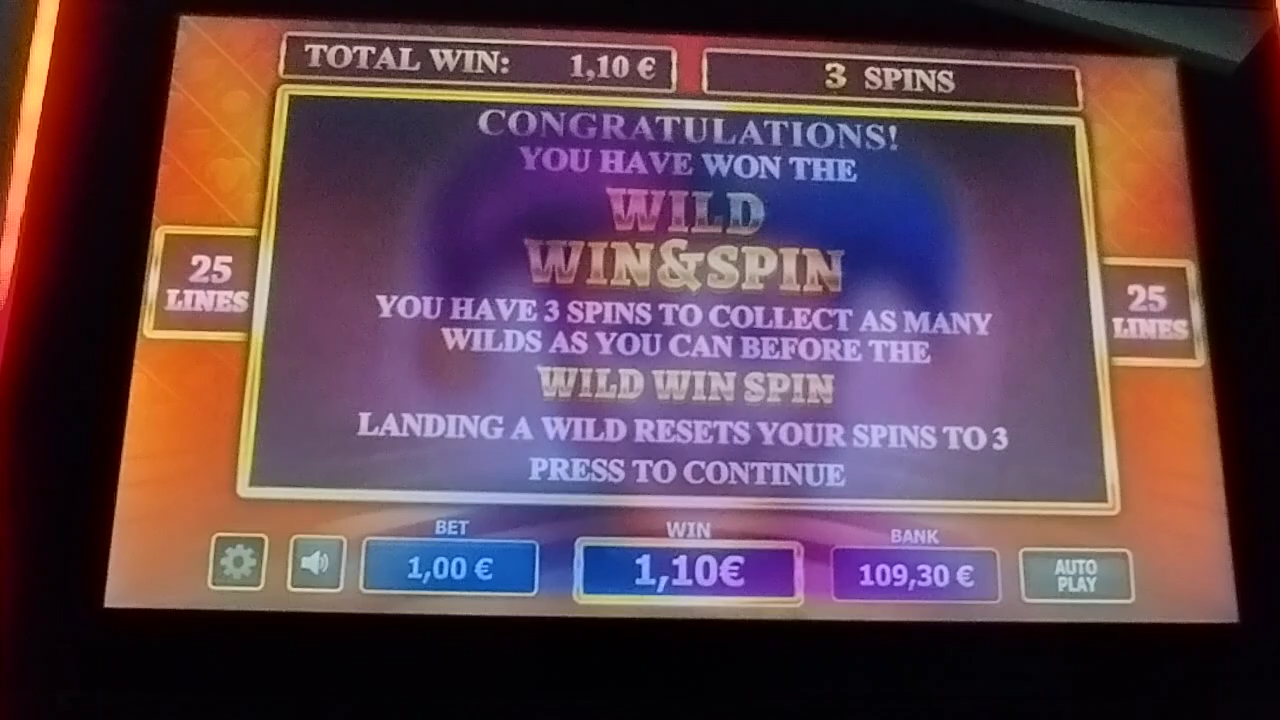 TOTAL WIN: 1,10 €
3 SPINS
CONGRATULATIONS!
YOU HAVE WON THE
WILD
WIN&SPIN
YOU HAVE 3 SPINS TO COLLECT AS MANY
WILDS AS YOU CAN BEFORE THE
WILD WIN SPIN
LANDING A WILD RESETS YOUR SPINS TO 3
PRESS TO CONTINUE
25
LINES
25
LINES
BET
1,00 €
WIN
1,10€
BANK
109,30 €
AUTO
PLAY